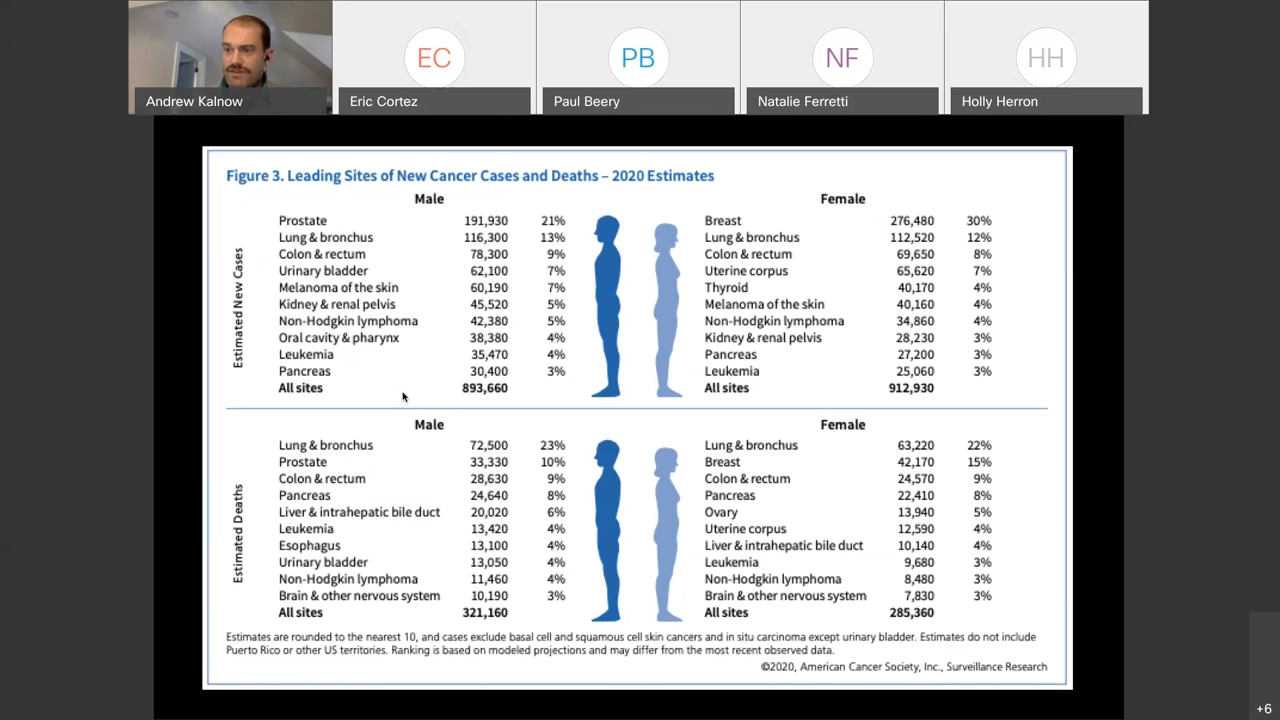 EC
PB
NF
HH
Andrew Kalnow
Eric Cortez
Paul Beery
Natalie Ferretti
Holly Herron
Figure 3. Leading Sites of New Cancer Cases and Deaths – 2020 Estimates
Male Female
Estimated New Cases
Prostate 191,930 21% Breast 276,480 30%
Lung & bronchus 116,300 13% Lung & bronchus 112,520 12%
Colon & rectum 78,300 9% Colon & rectum 69,650 8%
Urinary bladder 62,100 7% Uterine corpus 65,620 7%
Melanoma of the skin 60,190 7% Thyroid 40,170 4%
Kidney & renal pelvis 45,520 5% Melanoma of the skin 40,160 4%
Non-Hodgkin lymphoma 42,380 5% Non-Hodgkin lymphoma 34,860 4%
Oral cavity & pharynx 38,380 4% Kidney & renal pelvis 28,230 3%
Leukemia 35,470 4% Pancreas 27,200 3%
Pancreas 30,400 3% Leukemia 25,060 3%
All sites 893,660 All sites 912,930
Male Female
Estimated Deaths
Lung & bronchus 72,500 23% Lung & bronchus 63,220 22%
Prostate 33,330 10% Breast 42,170 15%
Colon & rectum 28,630 9% Colon & rectum 24,570 9%
Pancreas 24,640 8% Pancreas 22,410 8%
Liver & intrahepatic bile duct 20,020 6% Ovary 13,940 5%
Leukemia 13,420 4% Uterine corpus 12,590 4%
Esophagus 13,100 4% Liver & intrahepatic bile duct 10,140 4%
Urinary bladder 13,050 4% Leukemia 9,680 3%
Non-Hodgkin lymphoma 11,460 4% Non-Hodgkin lymphoma 8,480 3%
Brain & other nervous system 10,190 3% Brain & other nervous system 7,830 3%
All sites 321,160 All sites 285,360
Estimates are rounded to the nearest 10, and cases exclude basal cell and squamous cell skin cancers and in situ carcinoma except urinary bladder. Estimates do not include
Puerto Rico or other US territories. Ranking is based on modeled projections and may differ from the most recent observed data.
©2020, American Cancer Society, Inc., Surveillance Research
+6